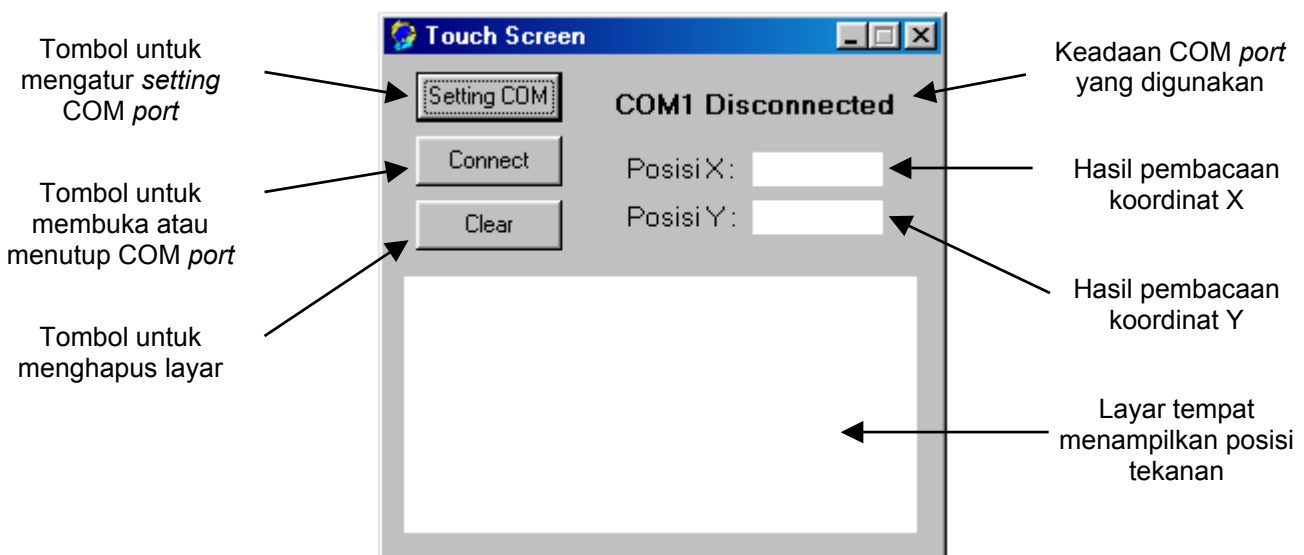 Tombol untuk
mengatur setting
COM port
Tombol untuk
membuka atau
menutup COM port
Tombol untuk
menghapus layar
Touch Screen
Setting COM
COM1 Disconnected
Connect
Posisi X :
Clear
Posisi Y :
Keadaan COM port
yang digunakan
Hasil pembacaan
koordinat X
Hasil pembacaan
koordinat Y
Layar tempat
menampilkan posisi
tekanan